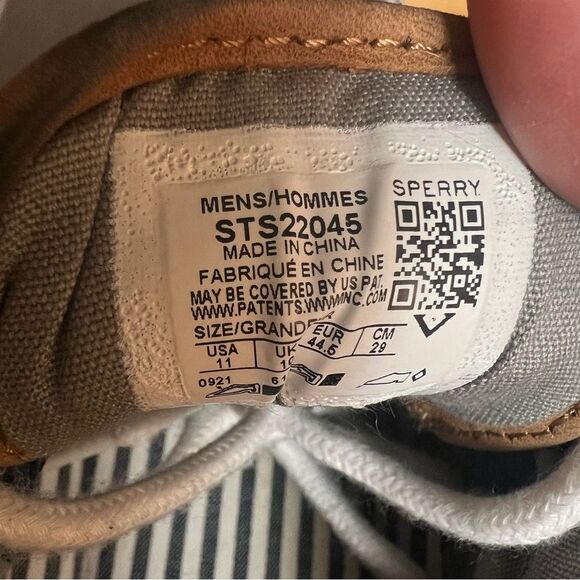 MENS/HOMMES
SPERRY
STS22045
MADE IN CHINA
FABRIQUÉ EN CHINE
MAY BE COVERED BY US PAT.
SIZE/
USA EUR CM
11 44.5 29
0921